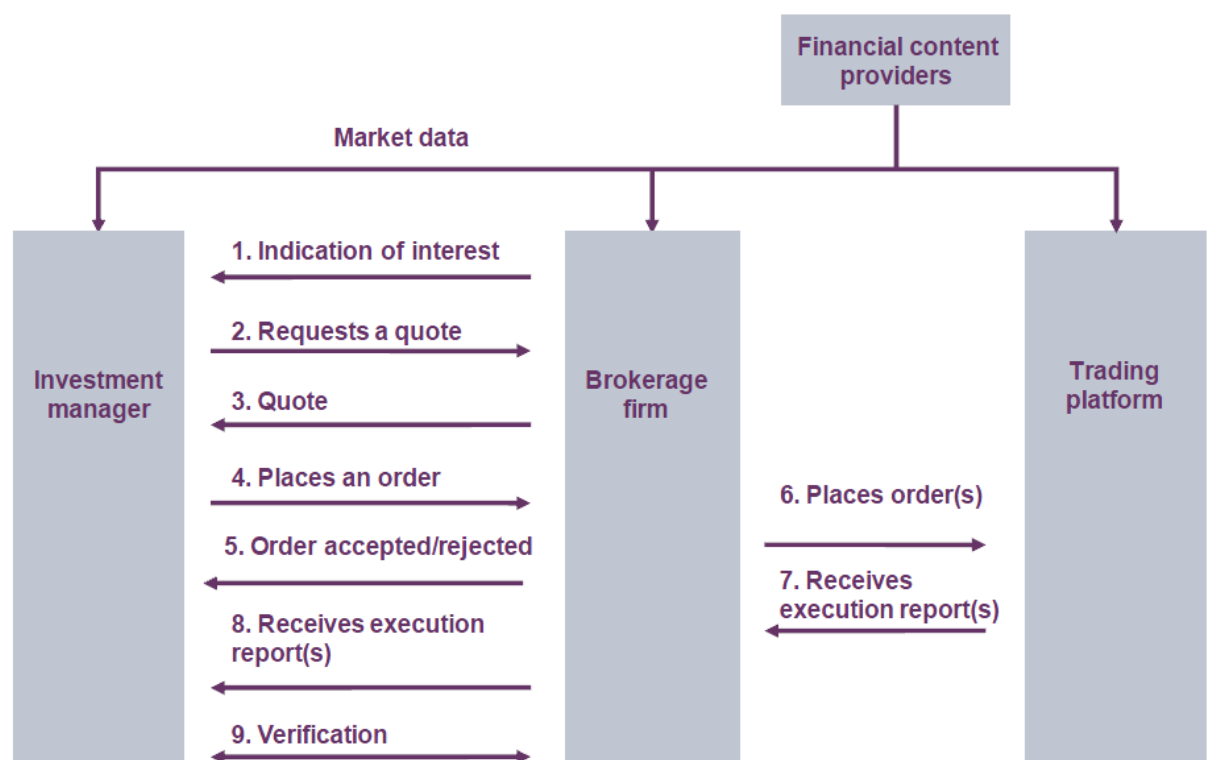 Financial content
providers
Market data
1. Indication of interest
2. Requests a quote
Investment
manager
3. Quote
Brokerage
firm
Trading
platform
4. Places an order
6. Places order(s)
5. Order accepted/rejected
7. Receives
execution report(s)
8. Receives execution
report(s)
9. Verification